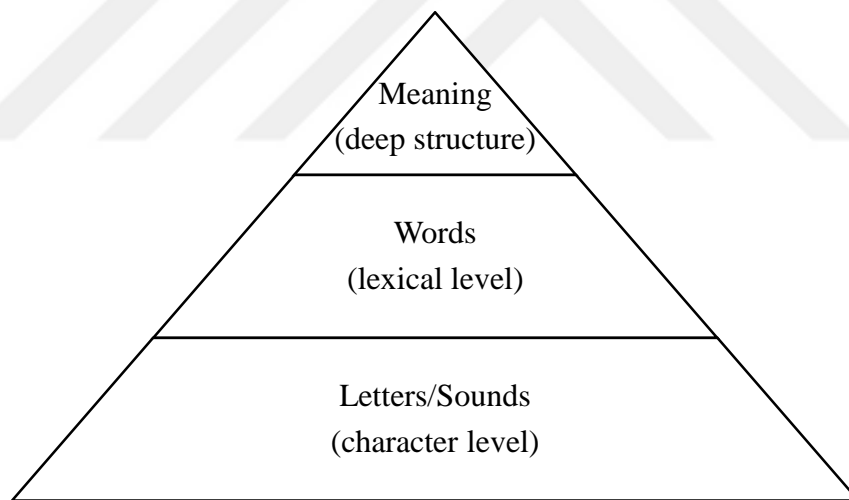 Meaning
(deep structure)
Words
(lexical level)
Letters/Sounds
(character level)